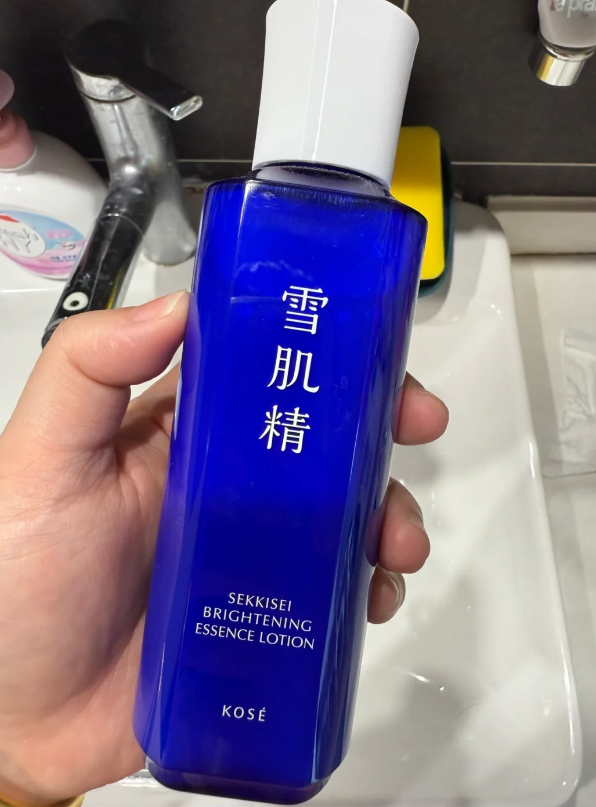 雪
肌
精
SEKKISEI
BRIGHTENING
ESSENCE LOTION
KOSÉ